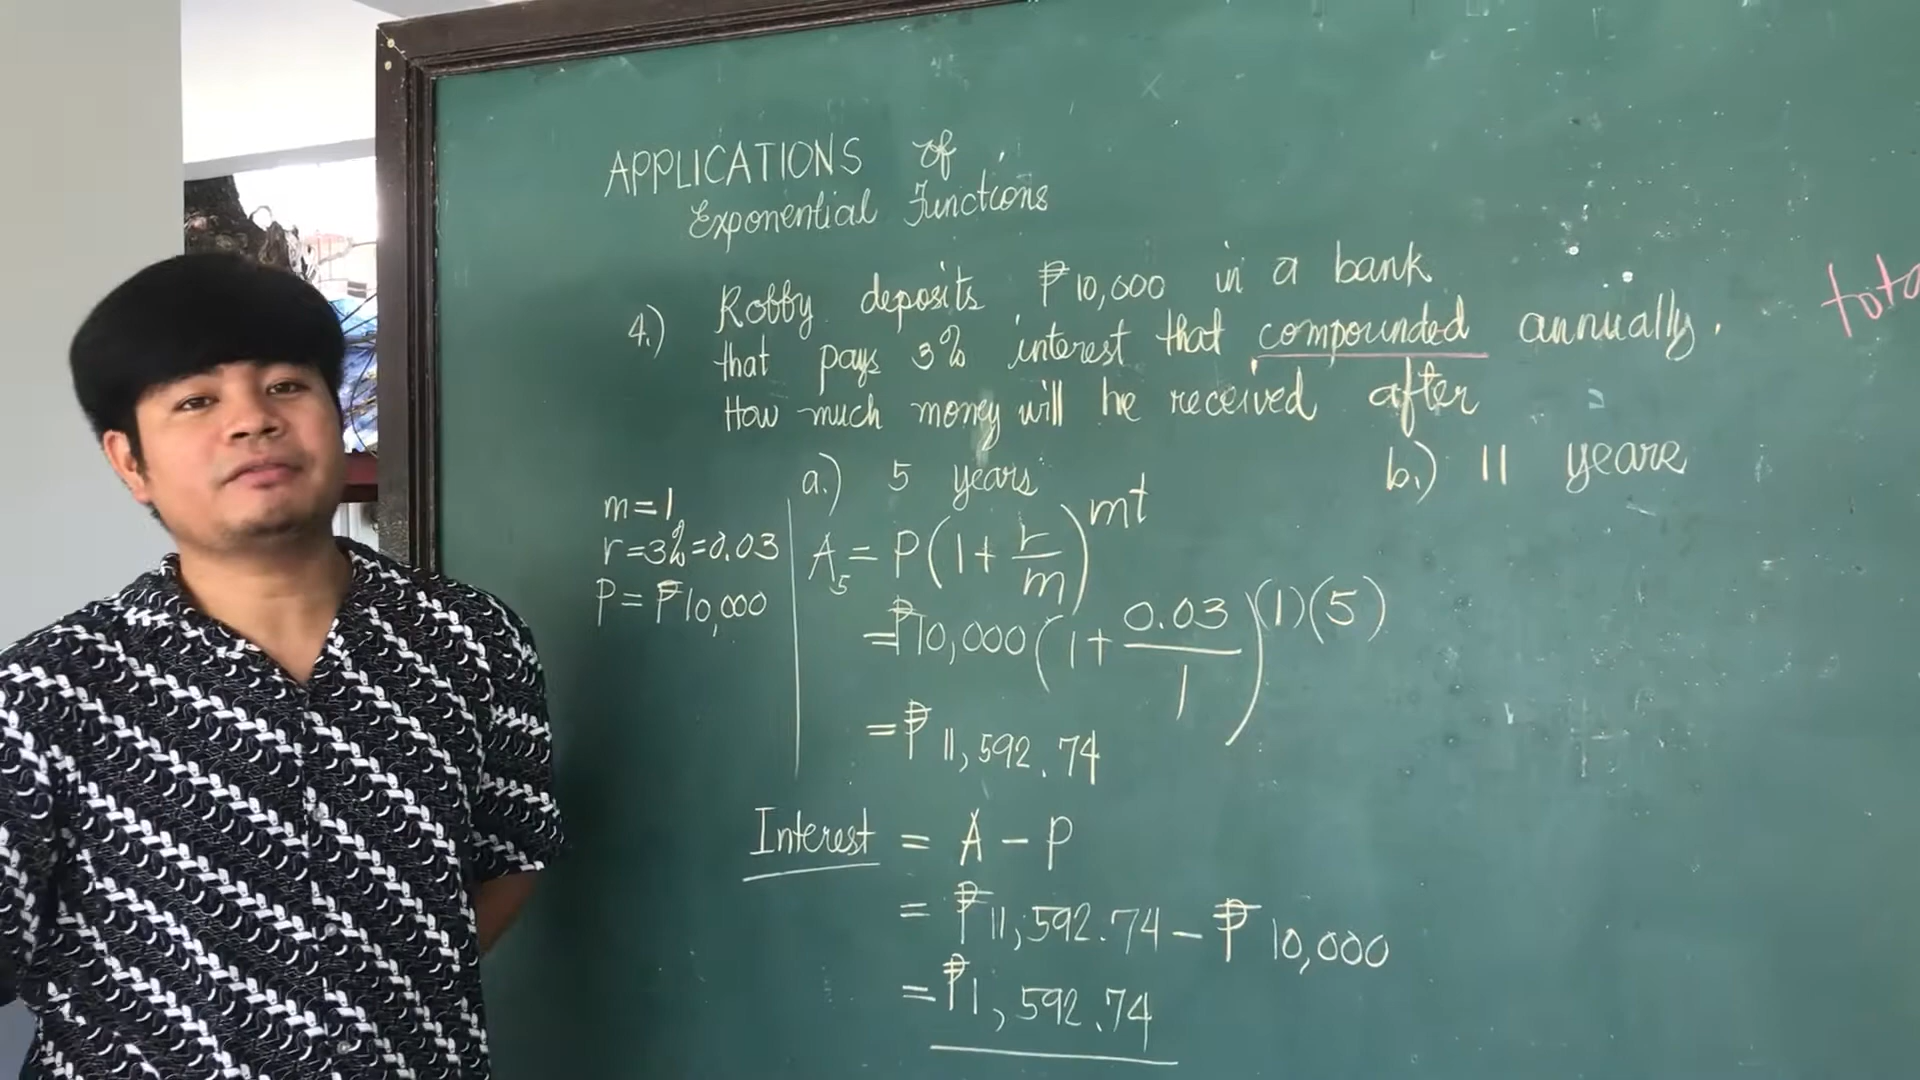 APPLICATIONS of
Exponential Functions
4.) Robby deposits ₱10,000 in a bank
that pays 3% interest that compounded annually.
How much money will he received after
a.) 5 years
b.) 11 years
m=1
r=3%=0.03
P=₱10,000
A₅=P(1+r/m)^mt
=₱10,000(1+0.03/1)^(1)(5)
=₱11,592.74
Interest = A-P
=₱11,592.74-₱10,000
=₱1,592.74